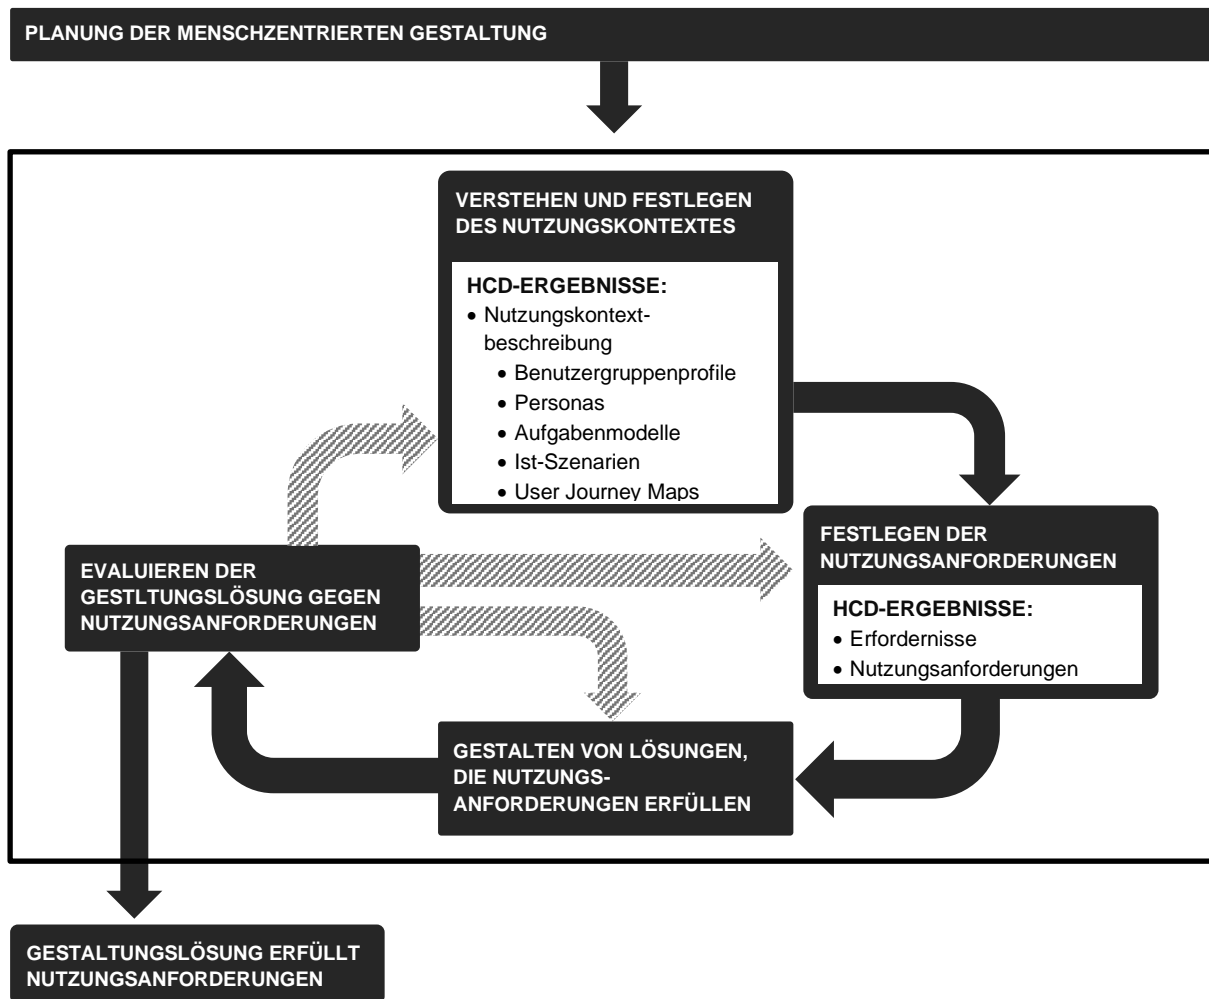 PLANUNG DER MENSCHZENTRIERTEN GESTALTUNG
VERSTEHEN UND FESTLEGEN
DES NUTZUNGSKONTEXTES
HCD-ERGEBNISSE:
• Nutzungskontext-
beschreibung
• Benutzergruppenprofile
• Personas
• Aufgabenmodelle
• Ist-Szenarien
• User Journey Maps
FESTLEGEN DER
NUTZUNGSANFORDERUNGEN
HCD-ERGEBNISSE:
• Erfordernisse
• Nutzungsanforderungen
EVALUIEREN DER
GESTLTUNGSLÖSUNG GEGEN
NUTZUNGSANFORDERUNGEN
GESTALTEN VON LÖSUNGEN,
DIE NUTZUNGS-
ANFORDERUNGEN ERFÜLLEN
GESTALTUNGSLÖSUNG ERFÜLLT
NUTZUNGSANFORDERUNGEN